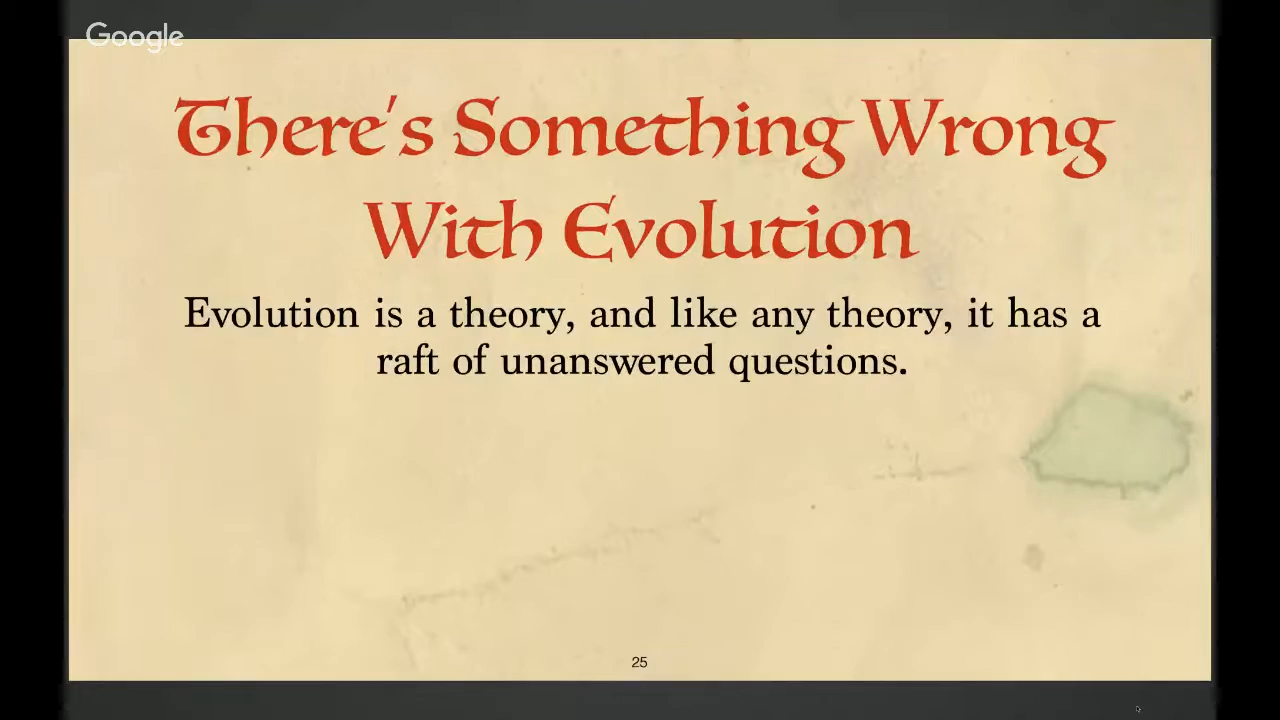 Google
There's Something Wrong
With Evolution
Evolution is a theory, and like any theory, it has a
raft of unanswered questions.
25